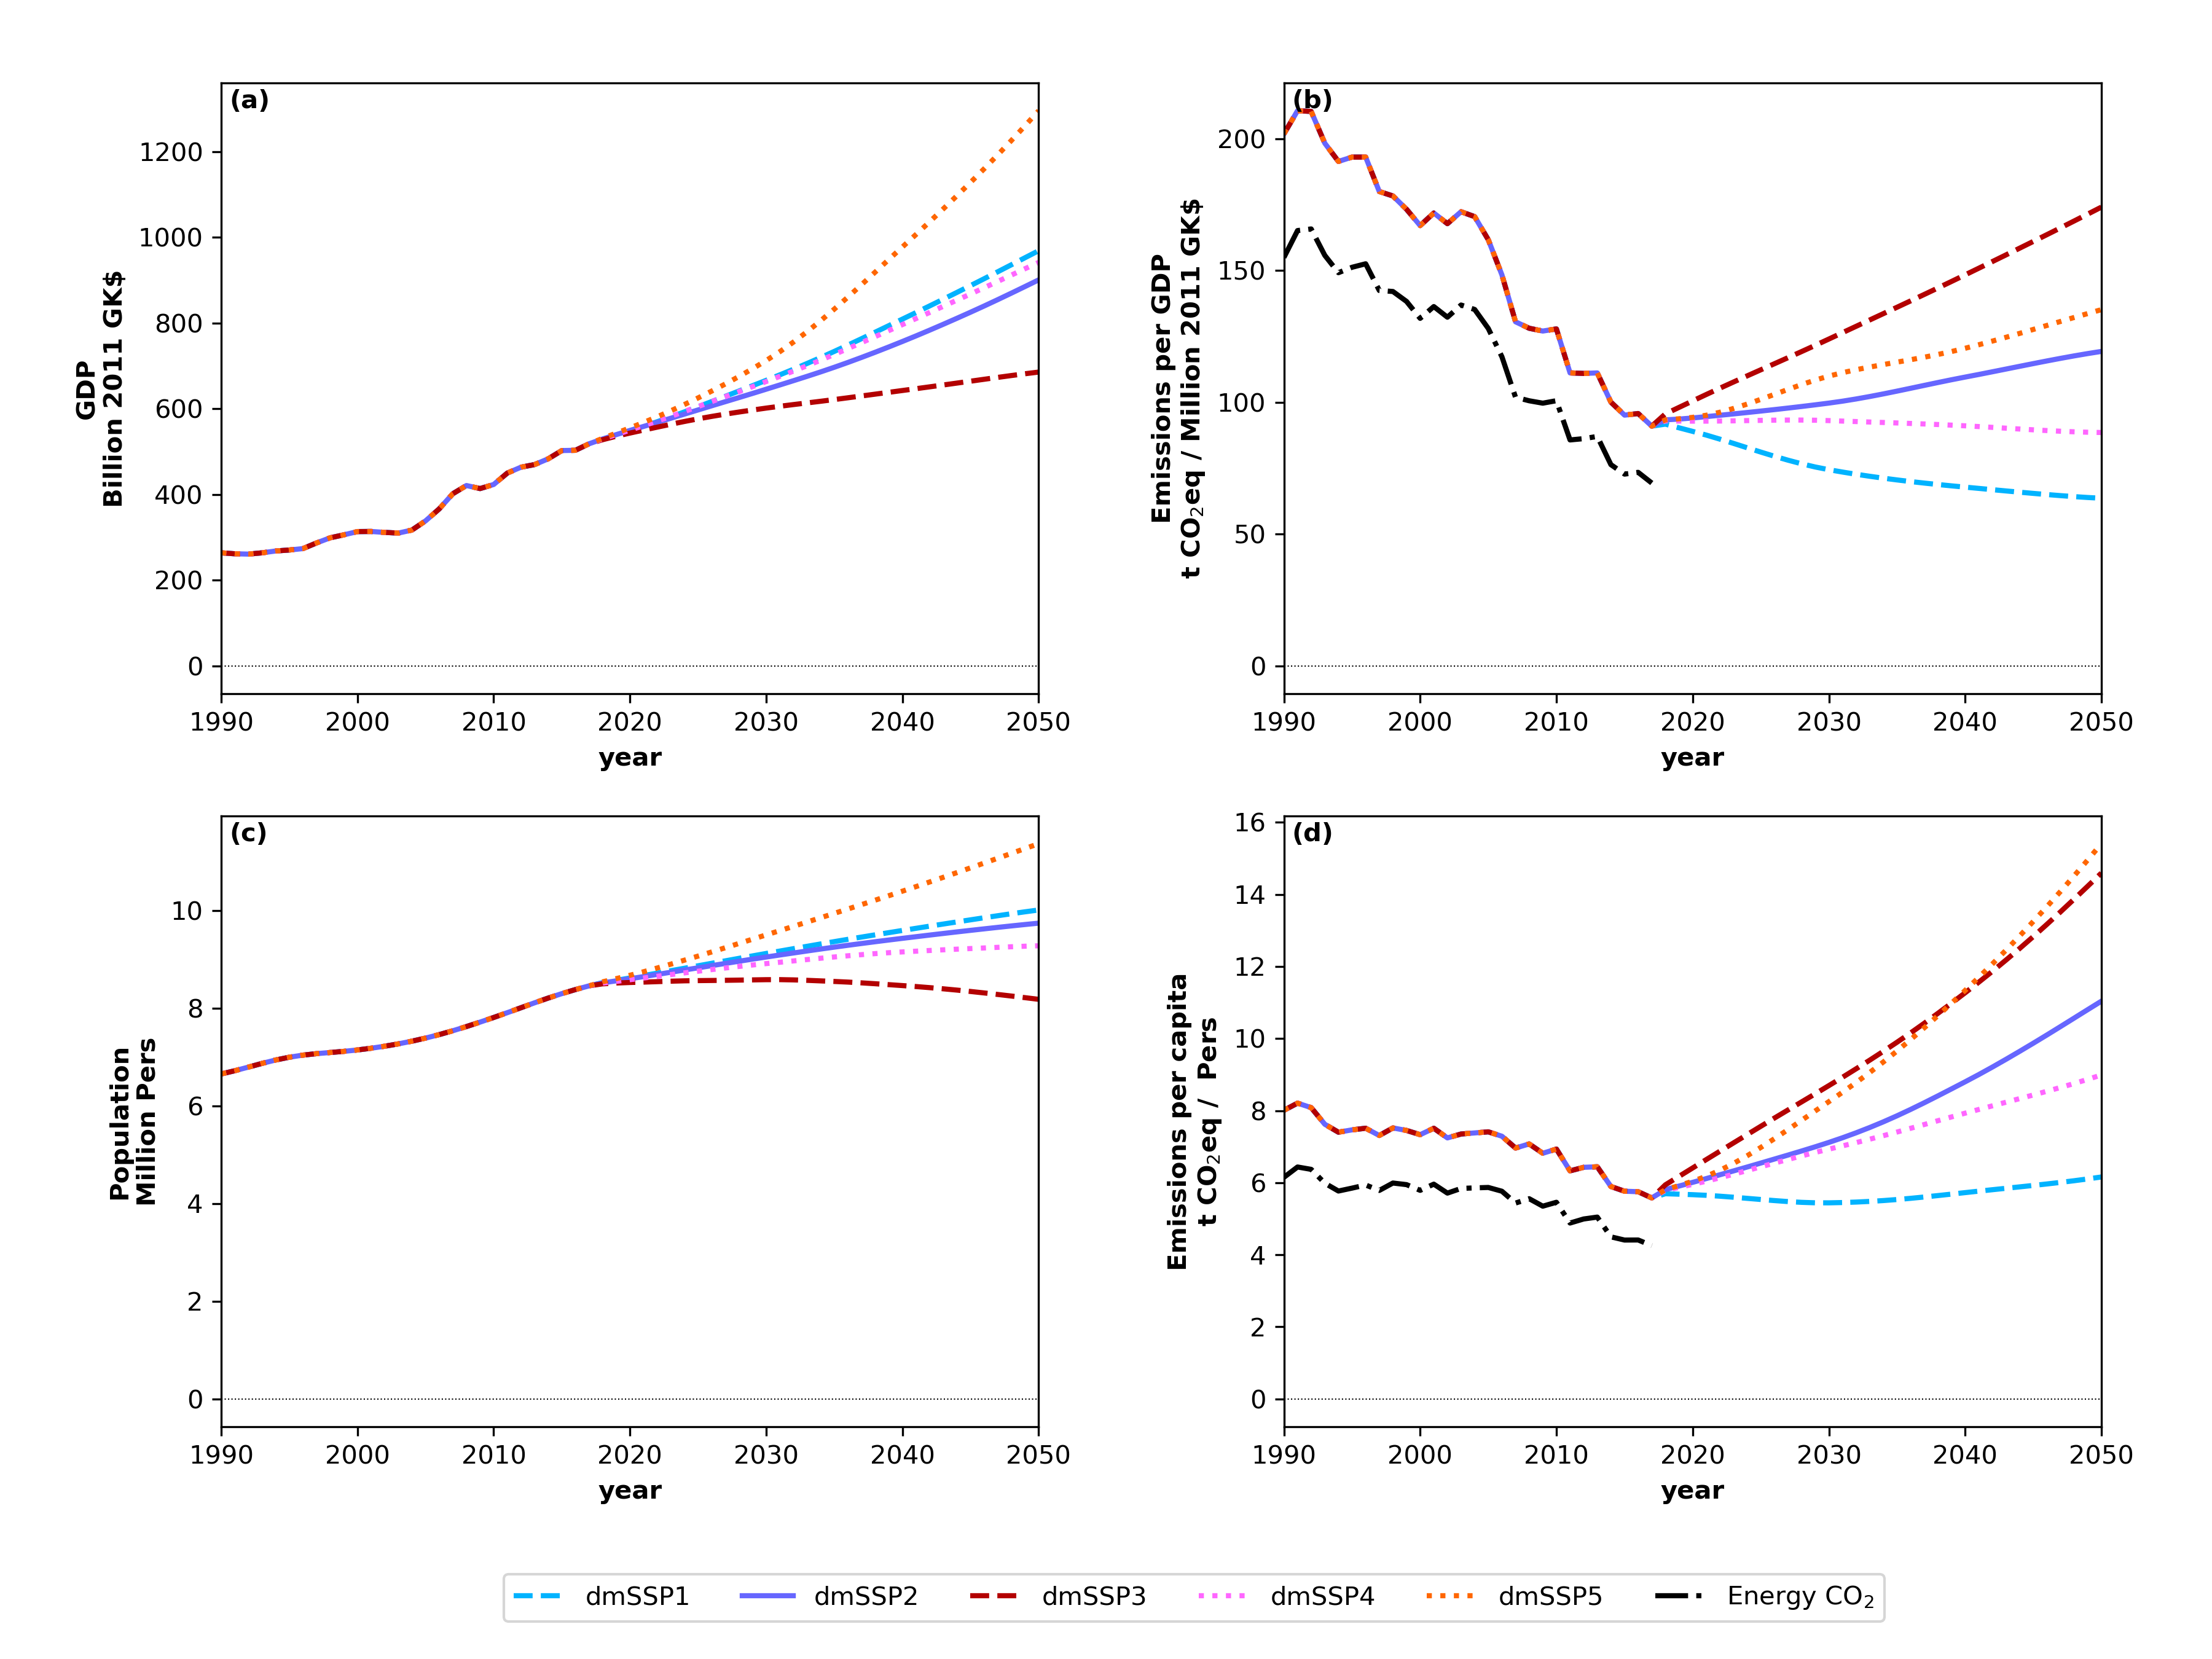 (a)
GDP
Billion 2011 GK$
1200
1000
800
600
400
200
0
1990 2000 2010 2020 2030 2040 2050
year
(b)
Emissions per GDP
t CO₂eq / Million 2011 GK$
200
150
100
50
0
1990 2000 2010 2020 2030 2040 2050
year
(c)
Population
Million Pers
10
8
6
4
2
0
1990 2000 2010 2020 2030 2040 2050
year
(d)
Emissions per capita
t CO₂eq / Pers
16
14
12
10
8
6
4
2
0
1990 2000 2010 2020 2030 2040 2050
year
dmSSP1 dmSSP2 dmSSP3 dmSSP4 dmSSP5 Energy CO₂